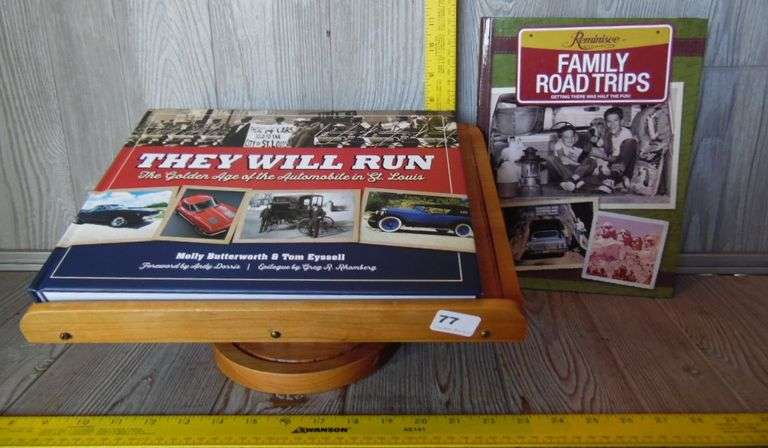 Reminisce
FAMILY
ROAD TRIPS
GETTING THERE WAS HALF THE FUN!
THEY WILL RUN
The Golden Age of the Automobile in St. Louis
Molly Butterworth & Tom Eyssell
Foreword by Andy Dorris | Epilogue by Greg R. Rhomberg
77
SWANSON